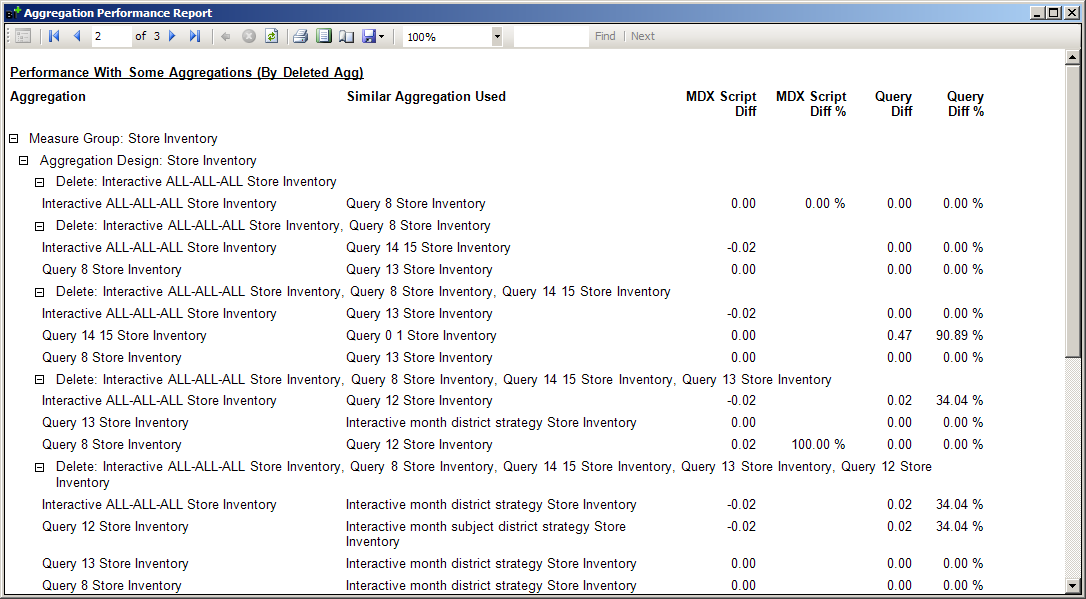 Aggregation Performance Report
2 of 3 100% Find | Next
Performance With Some Aggregations (By Deleted Agg)
Aggregation Similar Aggregation Used MDX Script Diff MDX Script Diff % Query Diff Query Diff %
Measure Group: Store Inventory
Aggregation Design: Store Inventory
Delete: Interactive ALL-ALL-ALL Store Inventory
Interactive ALL-ALL-ALL Store Inventory Query 8 Store Inventory 0.00 0.00 % 0.00 0.00 %
Delete: Interactive ALL-ALL-ALL Store Inventory, Query 8 Store Inventory
Interactive ALL-ALL-ALL Store Inventory Query 14 15 Store Inventory -0.02 0.00 0.00 %
Query 8 Store Inventory Query 13 Store Inventory 0.00 0.00 0.00 %
Delete: Interactive ALL-ALL-ALL Store Inventory, Query 8 Store Inventory, Query 14 15 Store Inventory
Interactive ALL-ALL-ALL Store Inventory Query 13 Store Inventory -0.02 0.00 0.00 %
Query 14 15 Store Inventory Query 0 1 Store Inventory 0.00 0.47 90.89 %
Query 8 Store Inventory Query 13 Store Inventory 0.00 0.00 0.00 %
Delete: Interactive ALL-ALL-ALL Store Inventory, Query 8 Store Inventory, Query 14 15 Store Inventory, Query 13 Store Inventory
Interactive ALL-ALL-ALL Store Inventory Query 12 Store Inventory -0.02 0.02 34.04 %
Query 13 Store Inventory Interactive month district strategy Store Inventory 0.00 0.00 0.00 %
Query 8 Store Inventory Query 12 Store Inventory 0.02 100.00 % 0.00 0.00 %
Delete: Interactive ALL-ALL-ALL Store Inventory, Query 8 Store Inventory, Query 14 15 Store Inventory, Query 13 Store Inventory, Query 12 Store
Inventory
Interactive ALL-ALL-ALL Store Inventory Interactive month district strategy Store Inventory -0.02 0.02 34.04 %
Query 12 Store Inventory Interactive month subject district strategy Store -0.02 0.02 34.04 %
Inventory
Query 13 Store Inventory Interactive month district strategy Store Inventory 0.00 0.00 0.00 %
Query 8 Store Inventory Interactive month district strategy Store Inventory 0.00 0.00 0.00 %